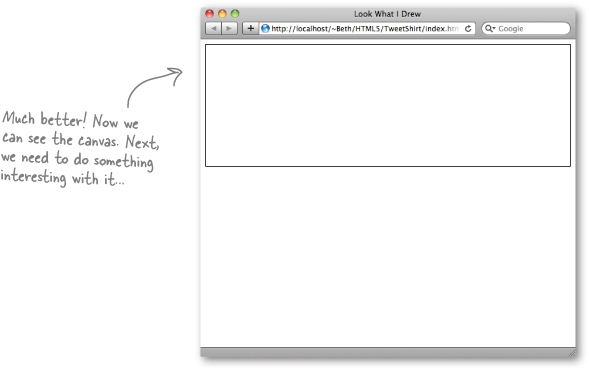 Look What I Drew
http://localhost/~Beth/HTML5/TweetShirt/index.htm
Google
Much better! Now we
can see the canvas. Next,
we need to do something
interesting with it...